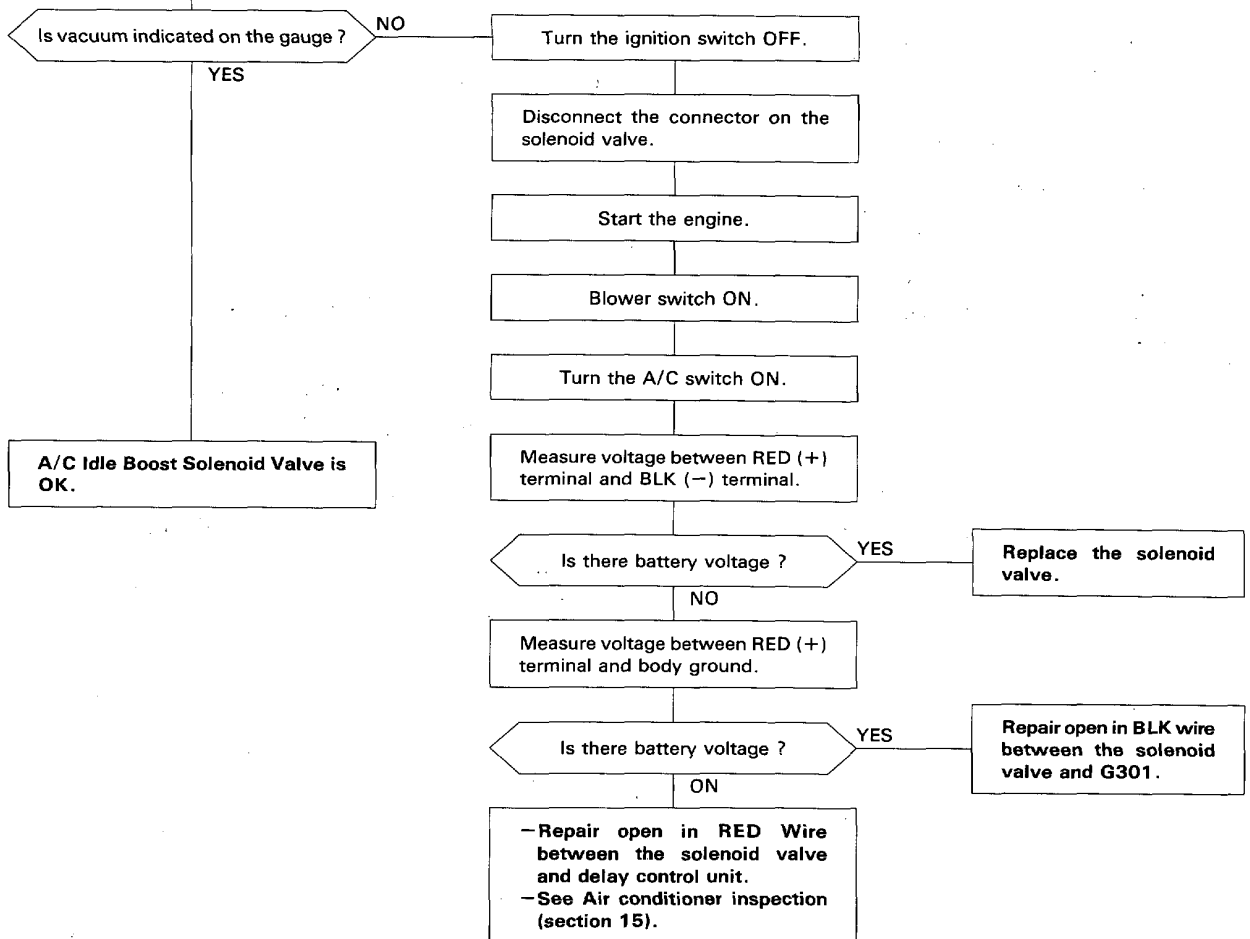 Is vacuum indicated on the gauge ?
NO
Turn the ignition switch OFF.
YES
Disconnect the connector on the
solenoid valve.
Start the engine.
Blower switch ON.
Turn the A/C switch ON.
A/C Idle Boost Solenoid Valve is
OK.
Measure voltage between RED (+)
terminal and BLK (−) terminal.
Is there battery voltage ?
YES
Replace the solenoid
valve.
NO
Measure voltage between RED (+)
terminal and body ground.
Is there battery voltage ?
YES
Repair open in BLK wire
between the solenoid
valve and G301.
ON
−Repair open in RED Wire
between the solenoid valve
and delay control unit.
−See Air conditioner inspection
(section 15).